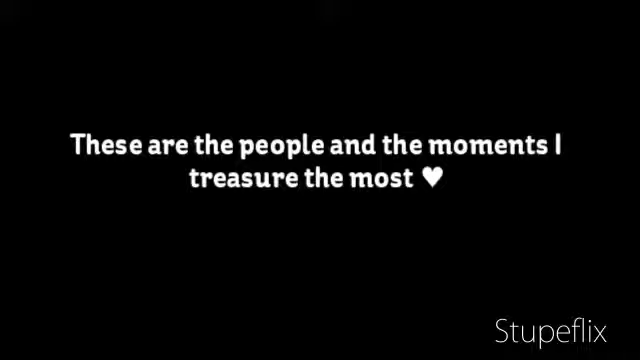 These are the people and the moments I
treasure the most ♥
Stupeflix